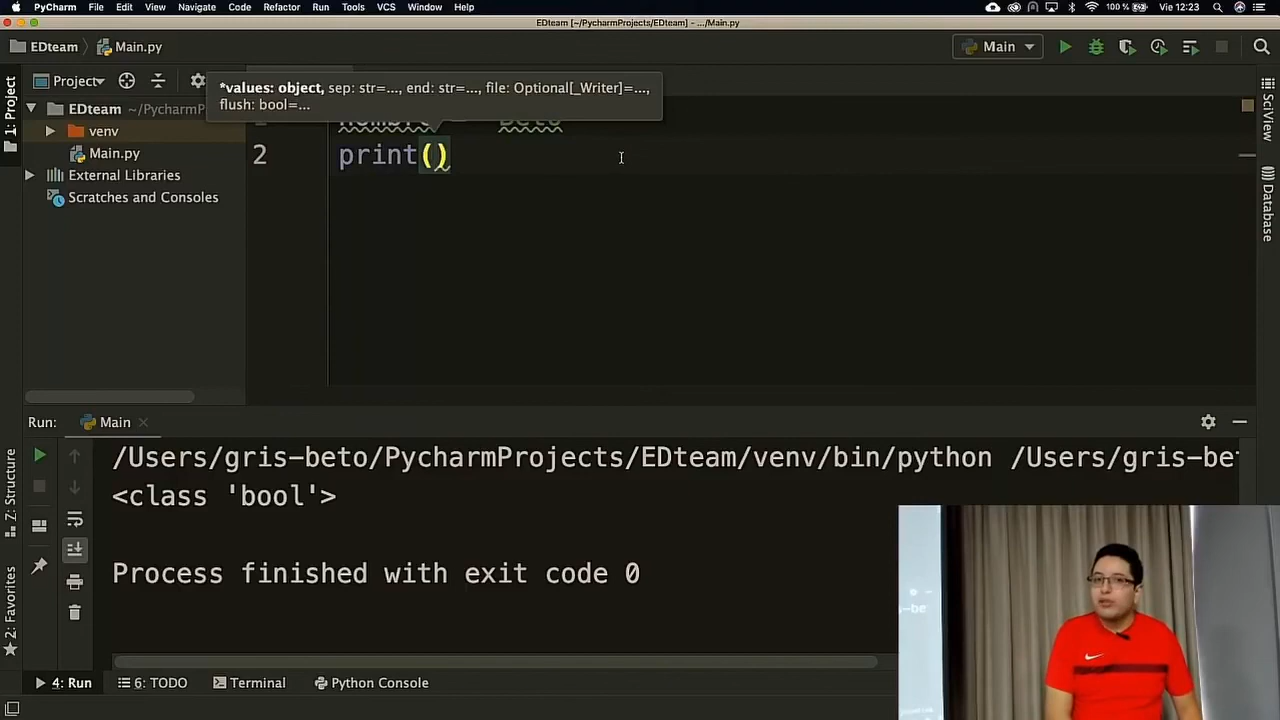 PyCharm File Edit View Navigate Code Refactor Run Tools VCS Window Help 100 % Vie 12:23
EDteam [~/PycharmProjects/EDteam] - .../Main.py
EDteam Main.py Main
1: Project
Project
*values: object, sep: str=..., end: str=..., file: Optional[_Writer]=...,
flush: bool=...
EDteam ~/Pycharm
venv
Main.py
External Libraries
Scratches and Consoles
2 print()
SciView
Database
Run: Main
/Users/gris-beto/PycharmProjects/EDteam/venv/bin/python /Users/gris-bet
<class 'bool'>
Process finished with exit code 0
Z: Structure
2: Favorites
s-be
4: Run 6: TODO Terminal Python Console